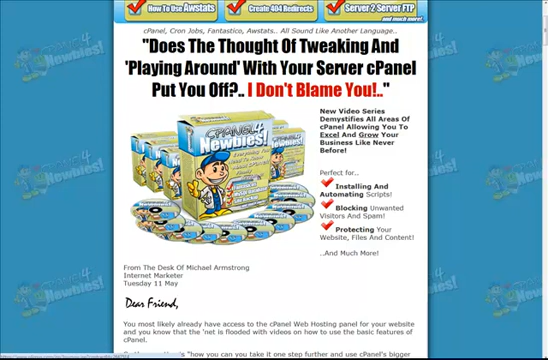 How To Use Awstats
Create 404 Redirects
Server 2 Server FTP
and much more!
cPanel, Cron Jobs, Fantastico, Awstats.. All Sound Like Another Language..
"Does The Thought Of Tweaking And
'Playing Around' With Your Server cPanel
Put You Off?.. I Don't Blame You!.."
CPANEL4
Newbies!
New Video Series
Demystifies All Areas Of
cPanel Allowing You To
Excel And Grow Your
Business Like Never
Before!
Perfect for..
Installing And
Automating Scripts!
Blocking Unwanted
Visitors And Spam!
Protecting Your
Website, Files And Content!
..And Much More!
From The Desk Of Michael Armstrong
Internet Marketer
Tuesday 11 May
Dear Friend,
You most likely already have access to the cPanel Web Hosting panel for your website
and you know that the 'net is flooded with videos on how to use the basic features of
cPanel.
"how you can you take it one step further and use cPanel's bigger